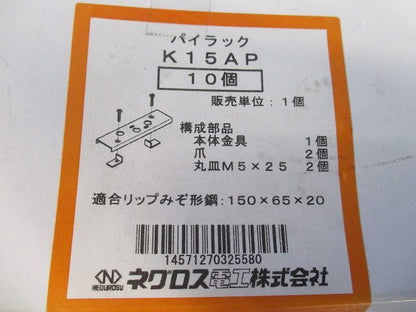 パイラック
K15AP
10個
販売単位：1個
構成部品
本体金具 1個
爪 2個
丸皿M5×25 2個
適合リップみぞ形鋼：150×65×20
14571270325580
NEGUROSU
ネグロス電工株式会社